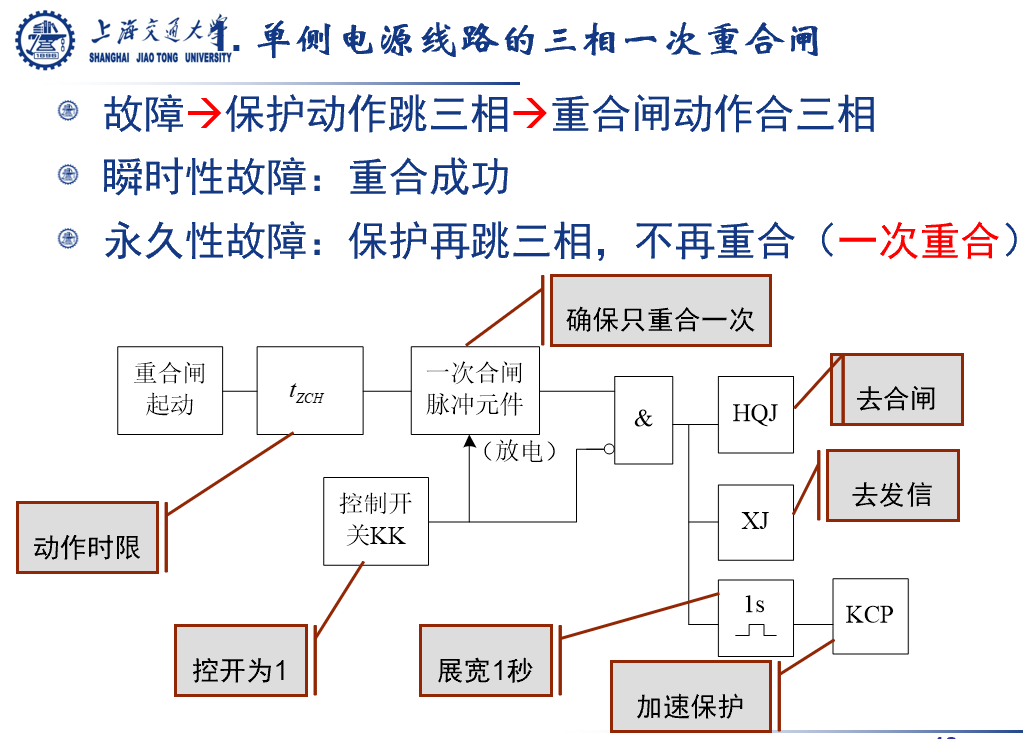 上海交通大学
SHANGHAI JIAO TONG UNIVERSITY
1. 单侧电源线路的三相一次重合闸
故障→保护动作跳三相→重合闸动作合三相
瞬时性故障：重合成功
永久性故障：保护再跳三相，不再重合（一次重合）
确保只重合一次
重合闸
起动
tZCH
一次合闸
脉冲元件
&
HQJ
去合闸
（放电）
控制开
关KK
XJ
去发信
动作时限
1s
KCP
控开为1
展宽1秒
加速保护